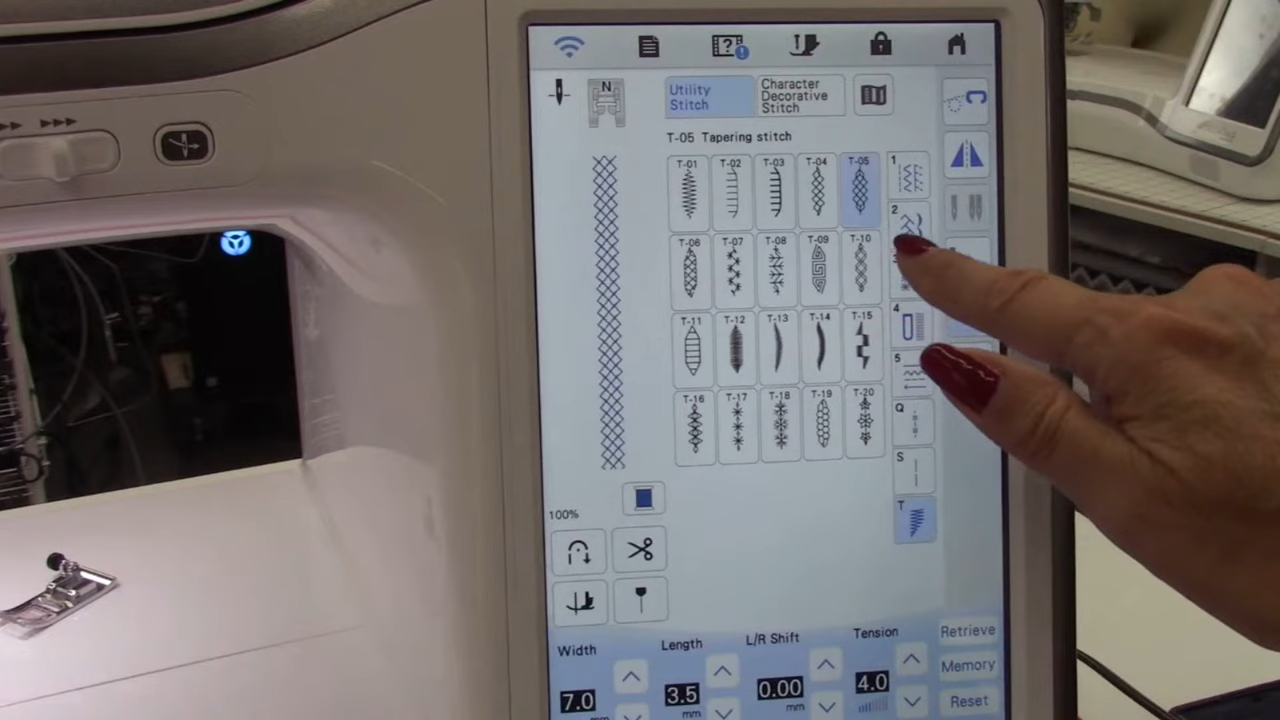 N
Utility
Stitch
Character
Decorative
Stitch
T-05 Tapering stitch
T-01 T-02 T-03 T-04 T-05
T-06 T-07 T-08 T-09 T-10
T-11 T-12 T-13 T-14 T-15
T-16 T-17 T-18 T-19 T-20
1
2
4
5
Q
S
T
100%
Width Length L/R Shift Tension
7.0 3.5 0.00 4.0
mm mm mm
Retrieve
Memory
Reset